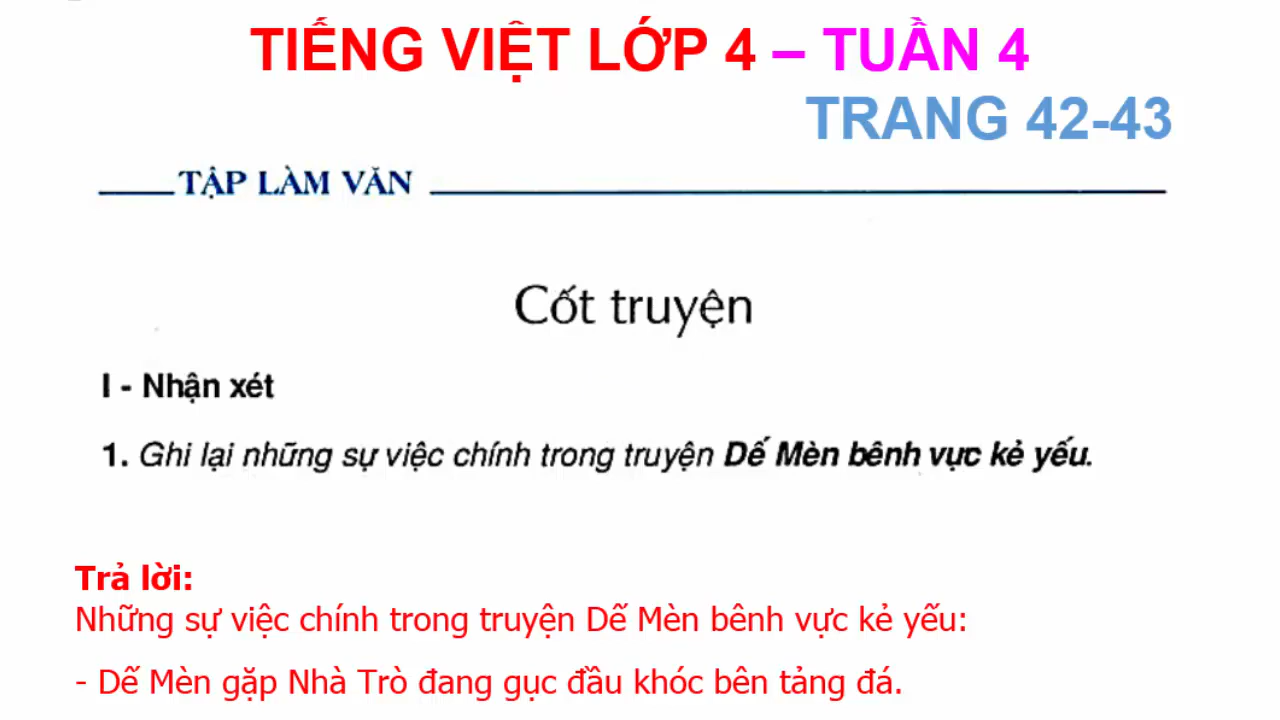 TIẾNG VIỆT LỚP 4 – TUẦN 4
TRANG 42-43
TẬP LÀM VĂN
Cốt truyện
I - Nhận xét
1. Ghi lại những sự việc chính trong truyện Dế Mèn bênh vực kẻ yếu.
Trả lời:
Những sự việc chính trong truyện Dế Mèn bênh vực kẻ yếu:
- Dế Mèn gặp Nhà Trò đang gục đầu khóc bên tảng đá.